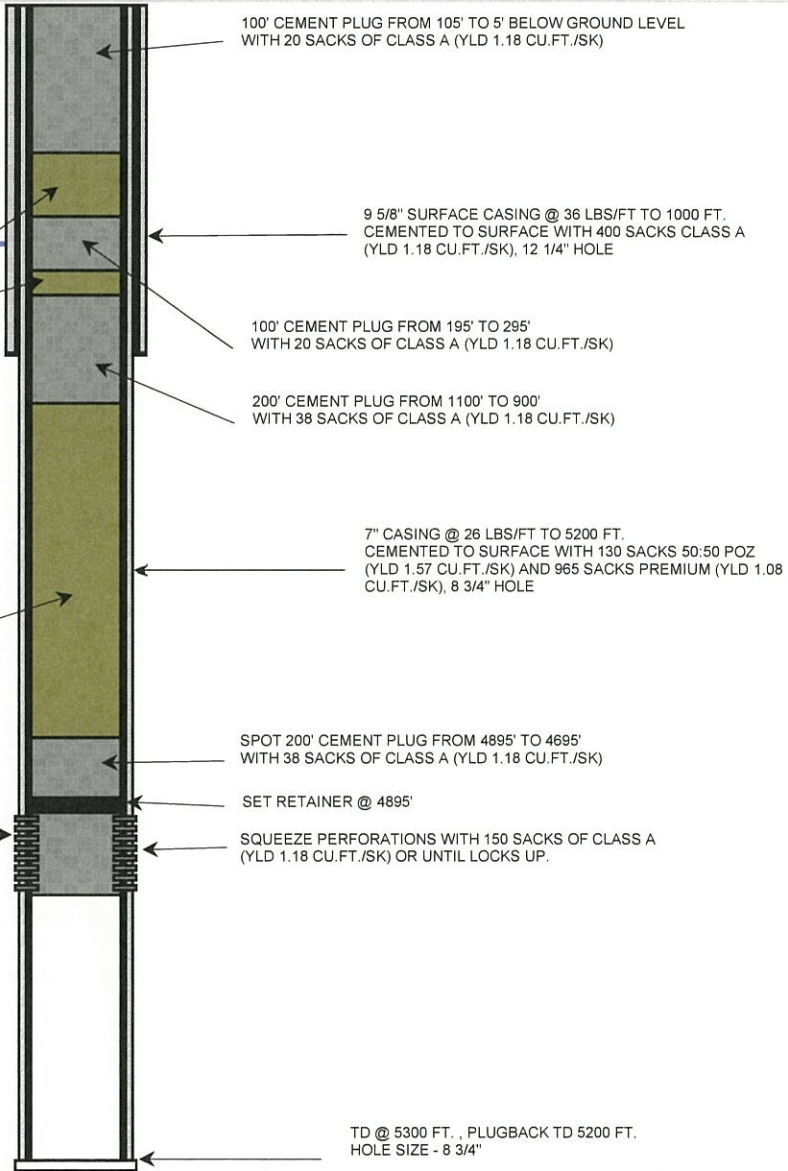 100' CEMENT PLUG FROM 105' TO 5' BELOW GROUND LEVEL
WITH 20 SACKS OF CLASS A (YLD 1.18 CU.FT./SK)
9 5/8" SURFACE CASING @ 36 LBS/FT TO 1000 FT.
CEMENTED TO SURFACE WITH 400 SACKS CLASS A
(YLD 1.18 CU.FT./SK), 12 1/4" HOLE
100' CEMENT PLUG FROM 195' TO 295'
WITH 20 SACKS OF CLASS A (YLD 1.18 CU.FT./SK)
200' CEMENT PLUG FROM 1100' TO 900'
WITH 38 SACKS OF CLASS A (YLD 1.18 CU.FT./SK)
7" CASING @ 26 LBS/FT TO 5200 FT.
CEMENTED TO SURFACE WITH 130 SACKS 50:50 POZ
(YLD 1.57 CU.FT./SK) AND 965 SACKS PREMIUM (YLD 1.08
CU.FT./SK), 8 3/4" HOLE
SPOT 200' CEMENT PLUG FROM 4895' TO 4695'
WITH 38 SACKS OF CLASS A (YLD 1.18 CU.FT./SK)
SET RETAINER @ 4895'
SQUEEZE PERFORATIONS WITH 150 SACKS OF CLASS A
(YLD 1.18 CU.FT./SK) OR UNTIL LOCKS UP.
TD @ 5300 FT. , PLUGBACK TD 5200 FT.
HOLE SIZE - 8 3/4"